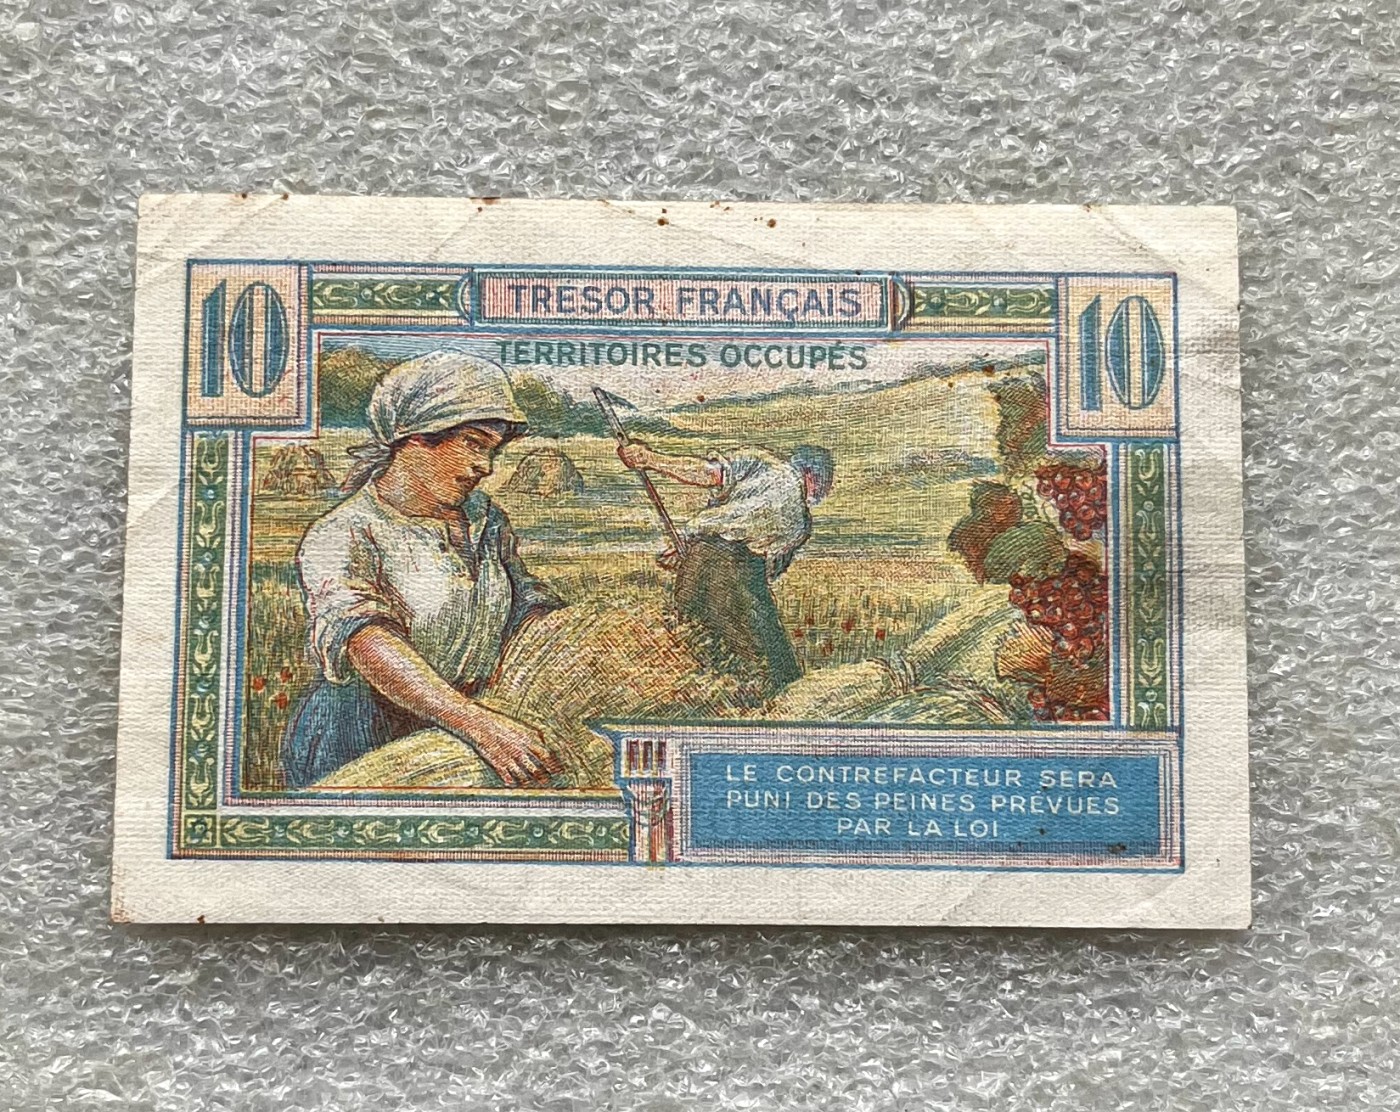 10 TRESOR FRANÇAIS 10
TERRITOIRES OCCUPÉS
LE CONTREFACTEUR SERA
PUNI DES PEINES PRÉVUES
PAR LA LOI